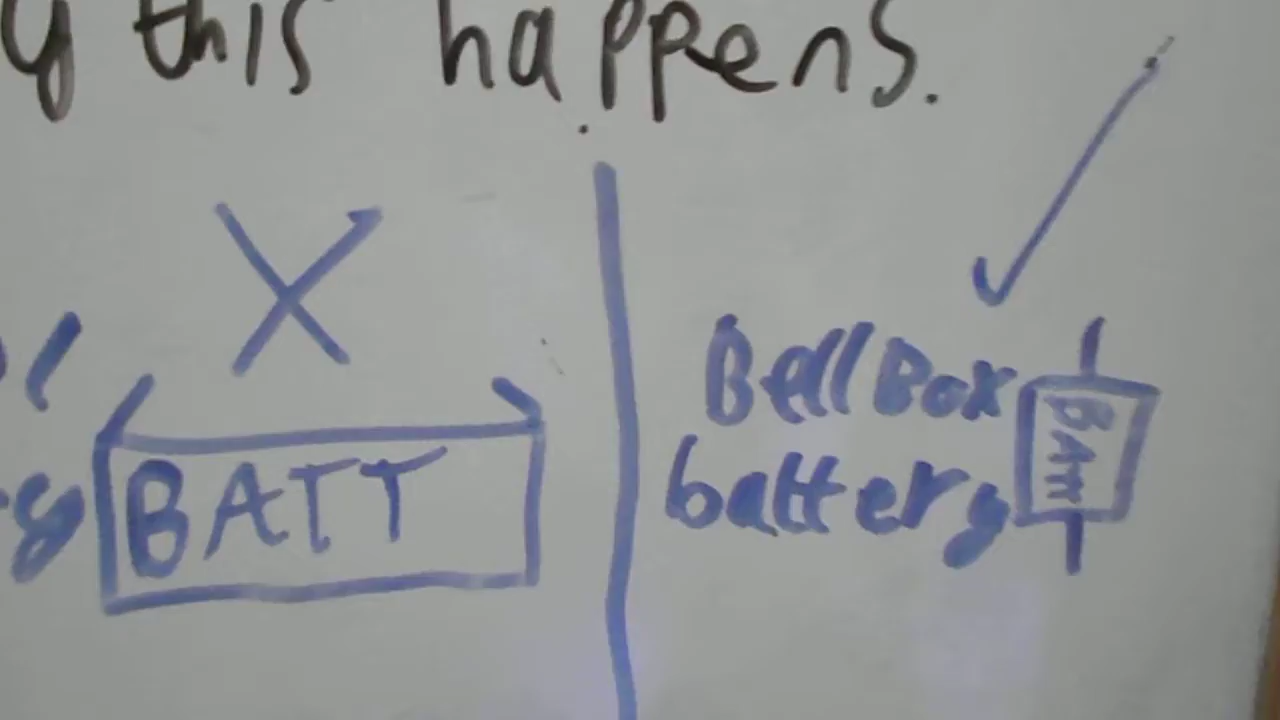 this happens.
BATT
Bell Box
battery
BATT